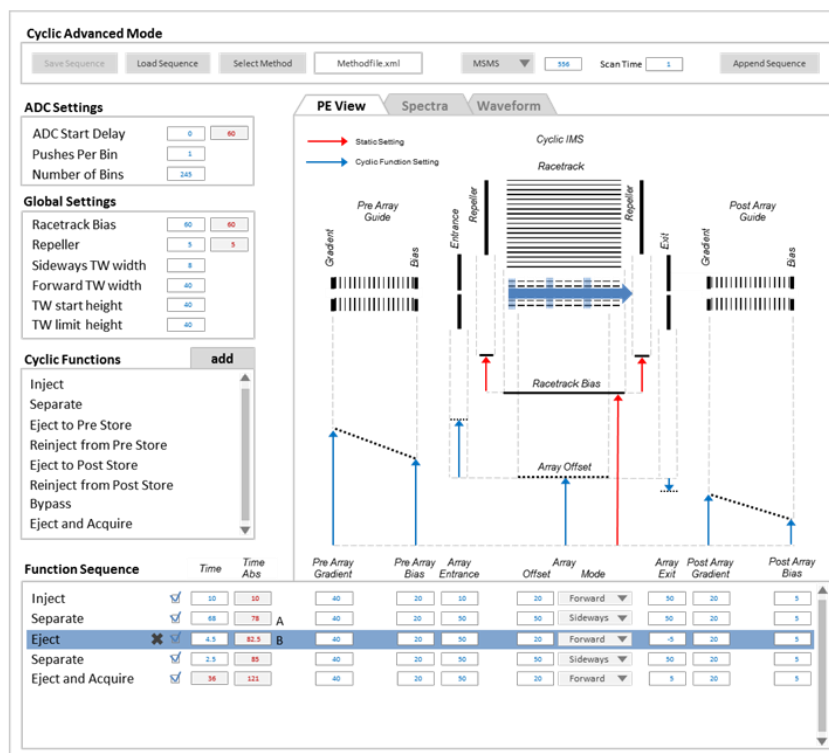 Cyclic Advanced Mode
Save Sequence Load Sequence Select Method Methodfile.xml MSMS 556 Scan Time 1 Append Sequence
ADC Settings
ADC Start Delay 0 60
Pushes Per Bin 1
Number of Bins 245
Global Settings
Racetrack Bias 60 60
Repeller 5 5
Sideways TW width 8
Forward TW width 40
TW start height 40
TW limit height 40
Cyclic Functions add
Inject
Separate
Eject to Pre Store
Reinject from Pre Store
Eject to Post Store
Reinject from Post Store
Bypass
Eject and Acquire
PE View Spectra Waveform
Static Setting
Cyclic Function Setting
Cyclic IMS
Racetrack
Pre Array
Guide
Gradient
Bias
Entrance
Repeller
Repeller
Exit
Post Array
Guide
Gradient
Bias
Racetrack Bias
Array Offset
Function Sequence Time Time Abs Pre Array Gradient Pre Array Bias Array Entrance Array Offset Mode Array Exit Post Array Gradient Post Array Bias
Inject 10 10 40 20 10 20 Forward 50 20 5
Separate 68 78 A 40 20 50 50 Sideways 50 20 5
Eject 4.5 82.5 B 40 20 50 20 Forward -5 20 5
Separate 2.5 85 40 20 50 50 Sideways 50 20 5
Eject and Acquire 36 121 40 20 50 20 Forward 5 20 5